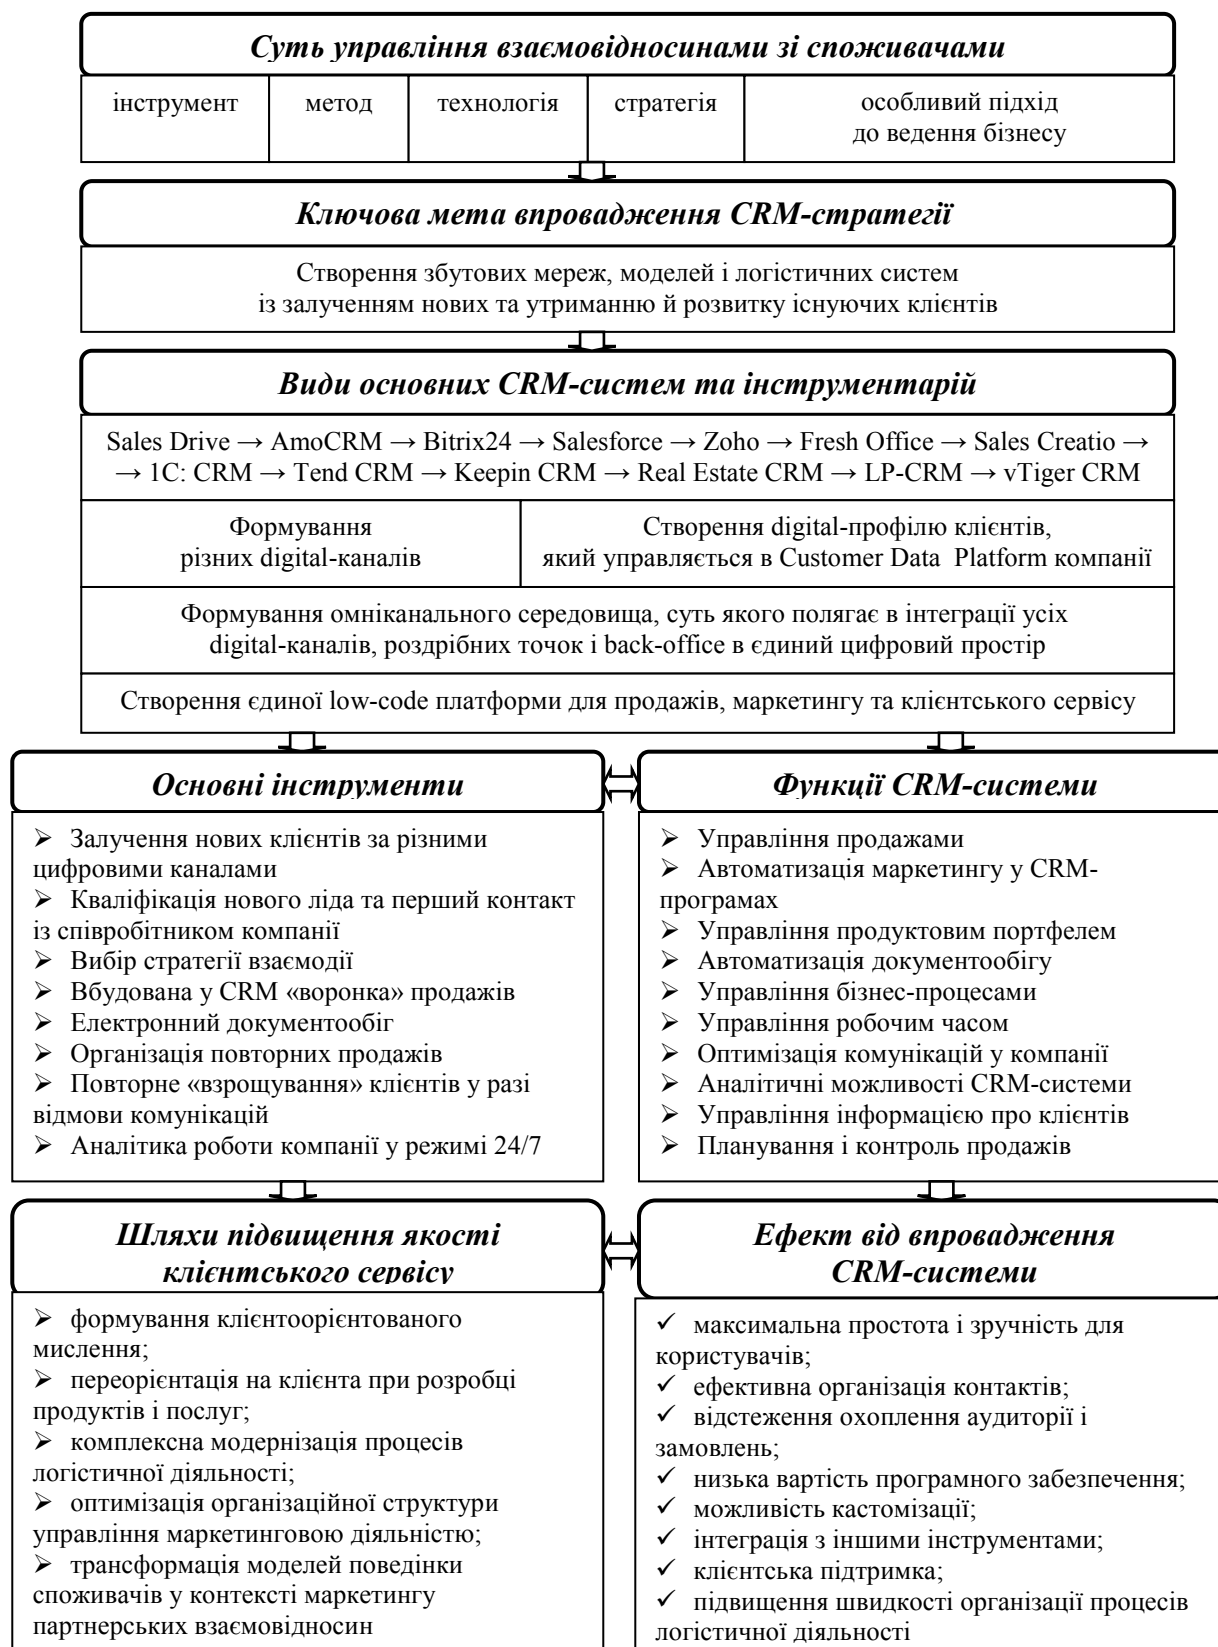 Суть управління взаємовідносинами зі споживачами
інструмент
метод
технологія
стратегія
особливий підхід
до ведення бізнесу
Ключова мета впровадження CRM-стратегії
Створення збутових мереж, моделей і логістичних систем
із залученням нових та утриманню й розвитку існуючих клієнтів
Види основних CRM-систем та інструментарій
Sales Drive → AmoCRM → Bitrix24 → Salesforce → Zoho → Fresh Office → Sales Creatio →
→ 1С: CRM → Tend CRM → Keepin CRM → Real Estate CRM → LP-CRM → vTiger CRM
Формування
різних digital-каналів
Створення digital-профілю клієнтів,
який управляється в Customer Data Platform компанії
Формування омніканального середовища, суть якого полягає в інтеграції усіх
digital-каналів, роздрібних точок і back-office в єдиний цифровий простір
Створення єдиної low-code платформи для продажів, маркетингу та клієнтського сервісу
Основні інструменти
➢ Залучення нових клієнтів за різними
цифровими каналами
➢ Кваліфікація нового ліда та перший контакт
із співробітником компанії
➢ Вибір стратегії взаємодії
➢ Вбудована у CRM «воронка» продажів
➢ Електронний документообіг
➢ Організація повторних продажів
➢ Повторне «взрощування» клієнтів у разі
відмови комунікацій
➢ Аналітика роботи компанії у режимі 24/7
Функції CRM-системи
➢ Управління продажами
➢ Автоматизація маркетингу у CRM-
програмах
➢ Управління продуктовим портфелем
➢ Автоматизація документообігу
➢ Управління бізнес-процесами
➢ Управління робочим часом
➢ Оптимізація комунікацій у компанії
➢ Аналітичні можливості CRM-системи
➢ Управління інформацією про клієнтів
➢ Планування і контроль продажів
Шляхи підвищення якості
клієнтського сервісу
➢ формування клієнтоорієнтованого
мислення;
➢ переорієнтація на клієнта при розробці
продуктів і послуг;
➢ комплексна модернізація процесів
логістичної діяльності;
➢ оптимізація організаційної структури
управління маркетинговою діяльністю;
➢ трансформація моделей поведінки
споживачів у контексті маркетингу
партнерських взаємовідносин
Ефект від впровадження
CRM-системи
✓ максимальна простота і зручність для
користувачів;
✓ ефективна організація контактів;
✓ відстеження охоплення аудиторії і
замовлень;
✓ низька вартість програмного забезпечення;
✓ можливість кастомізації;
✓ інтеграція з іншими інструментами;
✓ клієнтська підтримка;
✓ підвищення швидкості організації процесів
логістичної діяльності